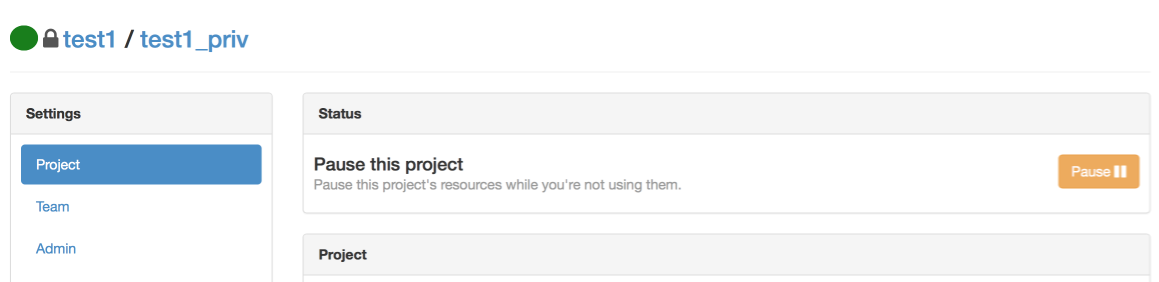 test1 / test1_priv
Settings
Project
Team
Admin
Status
Pause this project
Pause this project's resources while you're not using them.
Pause
Project